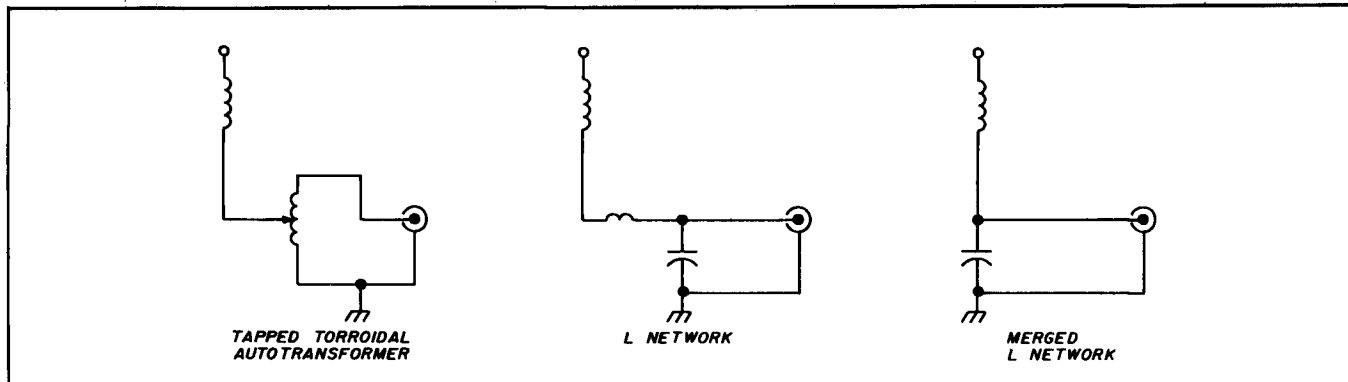 TAPPED TORROIDAL
AUTOTRANSFORMER
L NETWORK
MERGED
L NETWORK